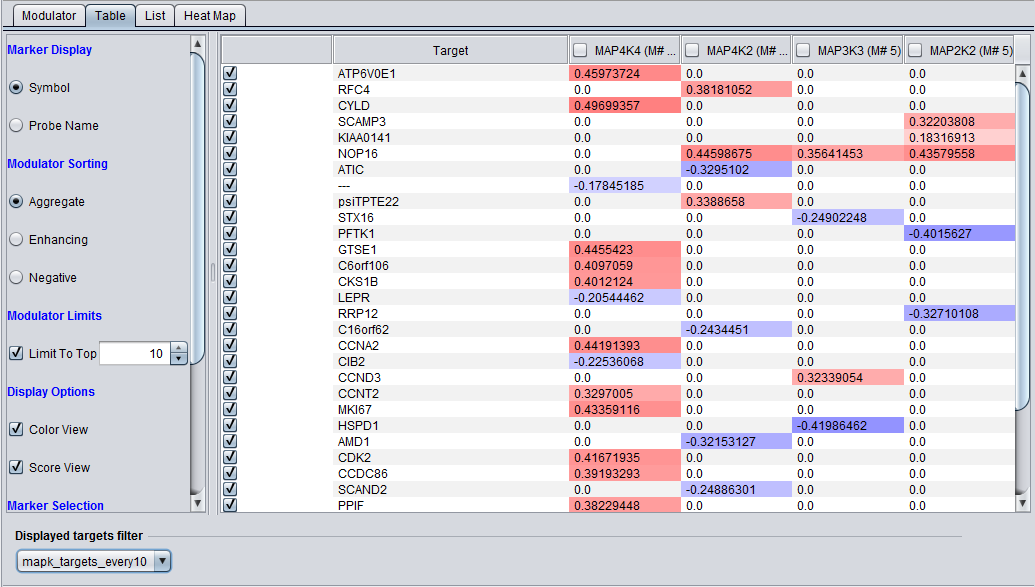 Modulator Table List Heat Map
Marker Display
Symbol
Probe Name
Modulator Sorting
Aggregate
Enhancing
Negative
Modulator Limits
Limit To Top 10
Display Options
Color View
Score View
Marker Selection
Target MAP4K4 (M# ... MAP4K2 (M# ... MAP3K3 (M# 5) MAP2K2 (M# 5)
ATP6V0E1 0.45973724 0.0 0.0 0.0
RFC4 0.0 0.38181052 0.0 0.0
CYLD 0.49699357 0.0 0.0 0.0
SCAMP3 0.0 0.0 0.0 0.32203808
KIAA0141 0.0 0.0 0.0 0.18316913
NOP16 0.0 0.44598675 0.35641453 0.43579558
ATIC 0.0 -0.3295102 0.0 0.0
--- -0.17845185 0.0 0.0 0.0
psiTPTE22 0.0 0.3388658 0.0 0.0
STX16 0.0 0.0 -0.24902248 0.0
PFTK1 0.0 0.0 0.0 -0.4015627
GTSE1 0.4455423 0.0 0.0 0.0
C6orf106 0.4097059 0.0 0.0 0.0
CKS1B 0.4012124 0.0 0.0 0.0
LEPR -0.20544462 0.0 0.0 0.0
RRP12 0.0 0.0 0.0 -0.32710108
C16orf62 0.0 -0.2434451 0.0 0.0
CCNA2 0.44191393 0.0 0.0 0.0
CIB2 -0.22536068 0.0 0.0 0.0
CCND3 0.0 0.0 0.32339054 0.0
CCNT2 0.3297005 0.0 0.0 0.0
MKI67 0.43359116 0.0 0.0 0.0
HSPD1 0.0 0.0 -0.41986462 0.0
AMD1 0.0 -0.32153127 0.0 0.0
CDK2 0.41671935 0.0 0.0 0.0
CCDC86 0.39193293 0.0 0.0 0.0
SCAND2 0.0 -0.24886301 0.0 0.0
PPIF 0.38229448 0.0 0.0 0.0
Displayed targets filter
mapk_targets_every10